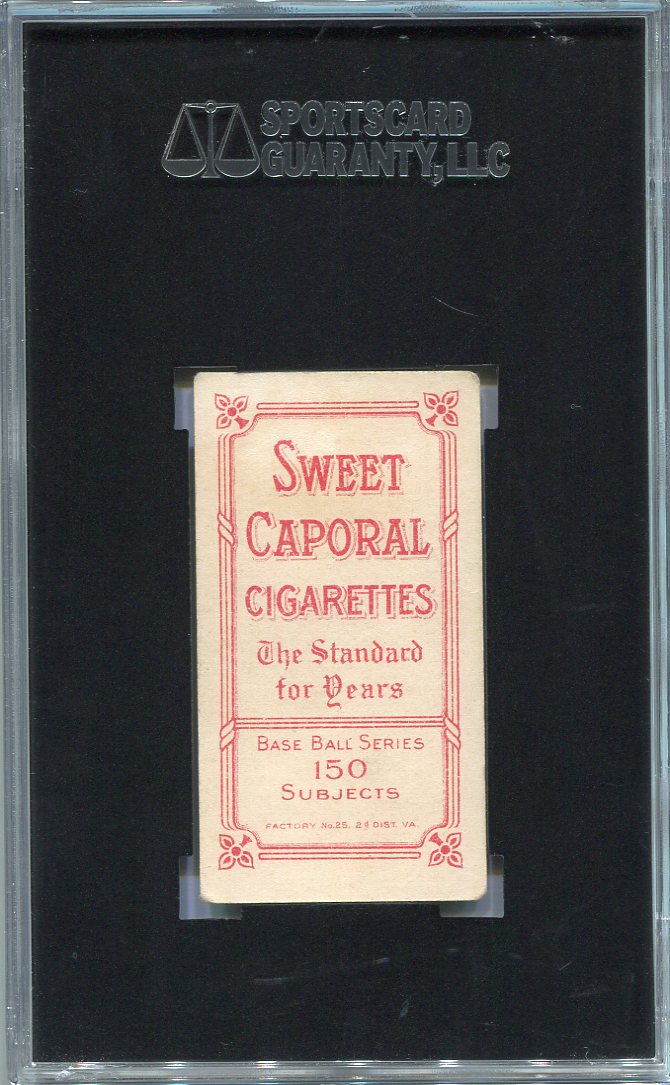 SPORTSCARD
GUARANTY, LLC
SWEET
CAPORAL
CIGARETTES
The Standard
for Years
BASE BALL SERIES
150
SUBJECTS
FACTORY No. 25, 2d DIST. VA.